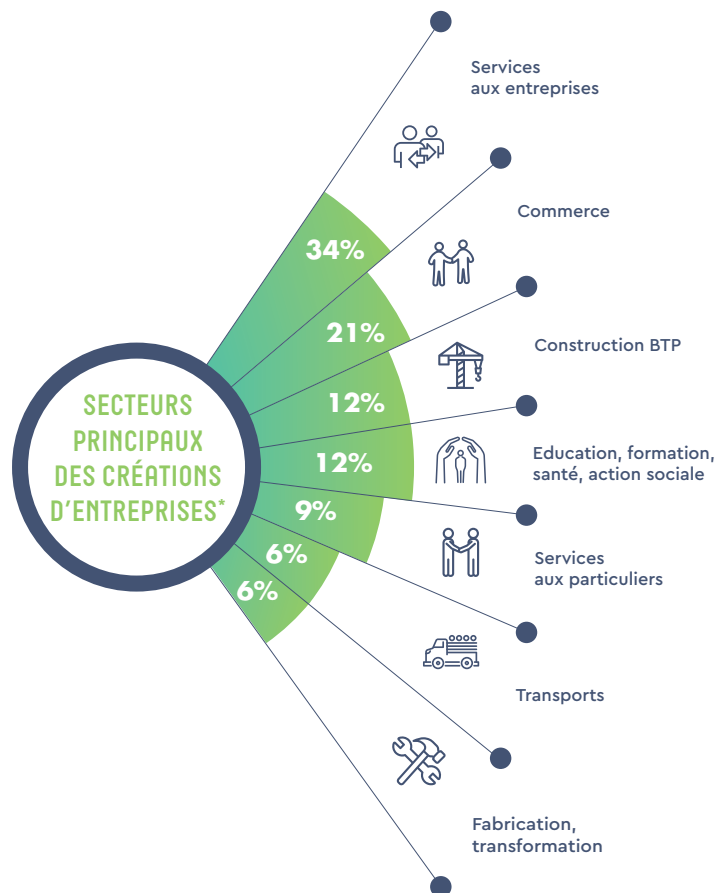 SECTEURS
PRINCIPAUX
DES CRÉATIONS
D'ENTREPRISES*
34%
Services
aux entreprises
21%
Commerce
12%
Construction BTP
12%
Education, formation,
santé, action sociale
9%
Services
aux particuliers
6%
Transports
6%
Fabrication,
transformation